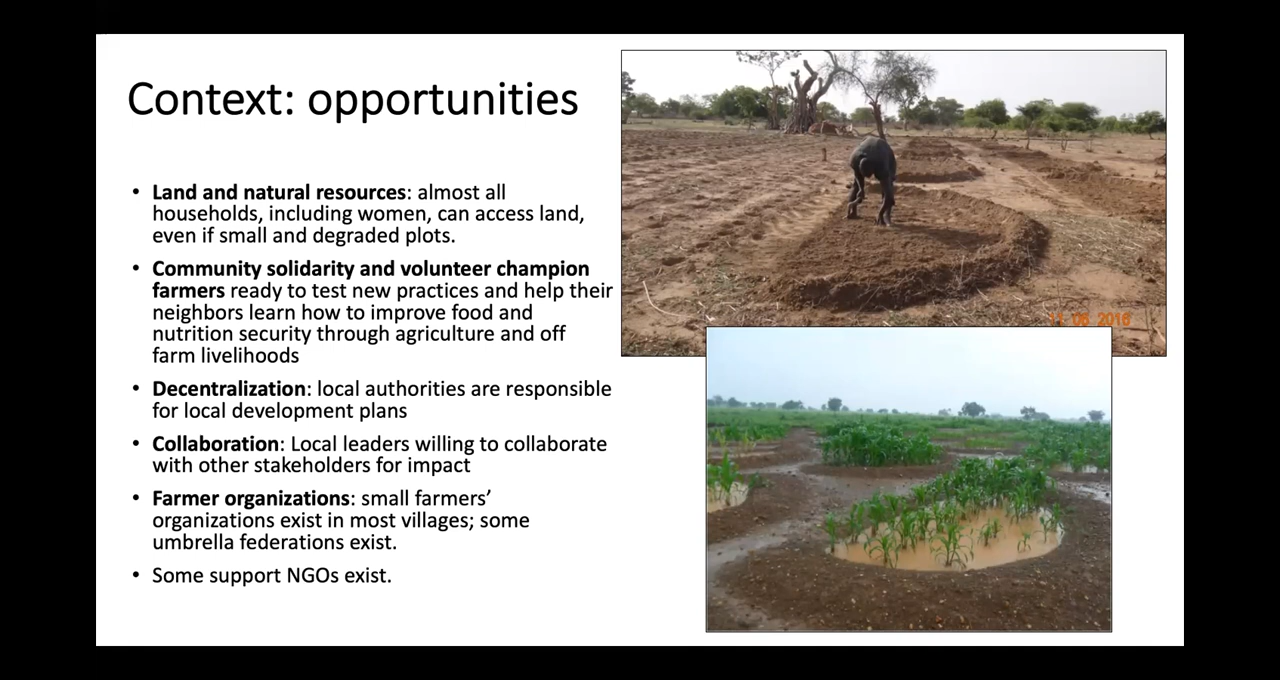 Context: opportunities
• Land and natural resources: almost all
households, including women, can access land,
even if small and degraded plots.
• Community solidarity and volunteer champion
farmers ready to test new practices and help their
neighbors learn how to improve food and
nutrition security through agriculture and off
farm livelihoods
• Decentralization: local authorities are responsible
for local development plans
• Collaboration: Local leaders willing to collaborate
with other stakeholders for impact
• Farmer organizations: small farmers’
organizations exist in most villages; some
umbrella federations exist.
• Some support NGOs exist.
2016